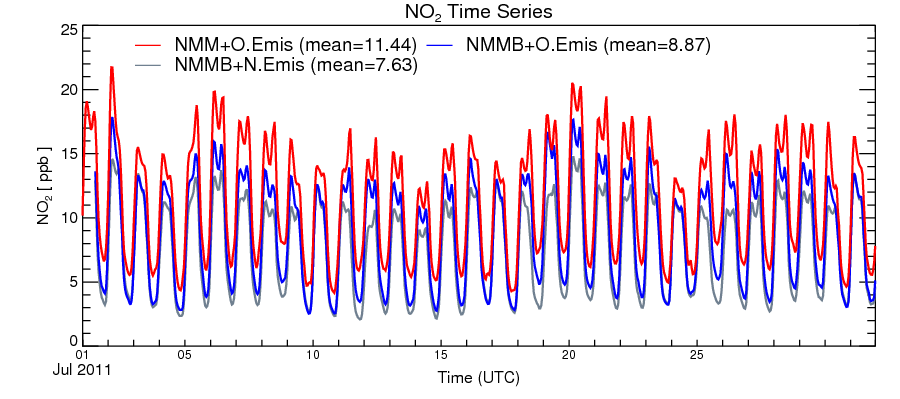 NO₂ Time Series
NMM+O.Emis (mean=11.44)
NMMB+O.Emis (mean=8.87)
NMMB+N.Emis (mean=7.63)
NO₂ [ ppb ]
25
20
15
10
5
0
01 05 10 15 20 25
Jul 2011
Time (UTC)